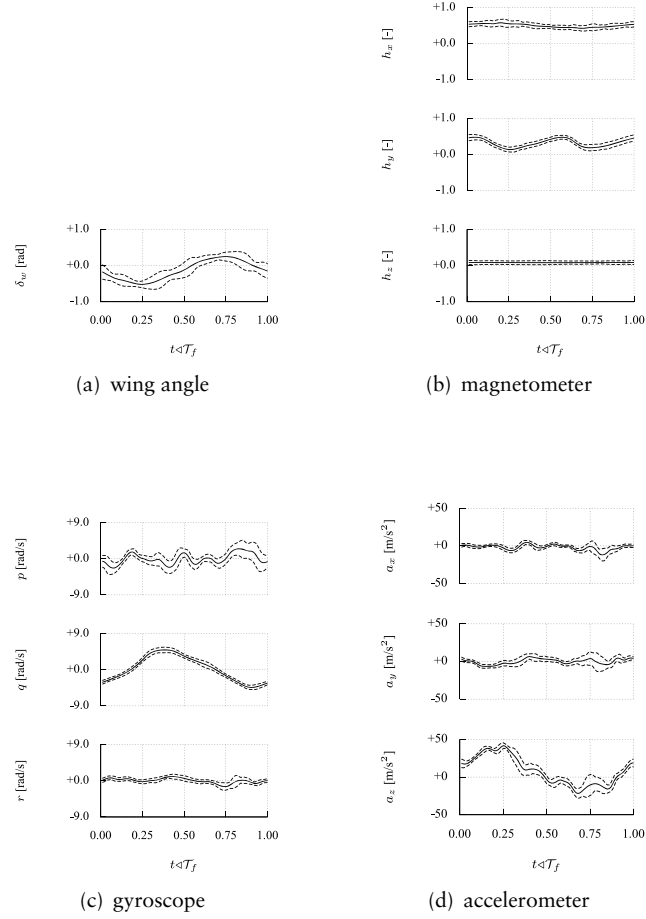 +1.0
+0.0
-1.0
h_x [-]
+1.0
+0.0
-1.0
h_y [-]
+1.0
+0.0
-1.0
δ_w [rad]
0.00 0.25 0.50 0.75 1.00
t◁𝒯_f
(a) wing angle
+1.0
+0.0
-1.0
h_z [-]
0.00 0.25 0.50 0.75 1.00
t◁𝒯_f
(b) magnetometer
+9.0
+0.0
-9.0
p [rad/s]
+9.0
+0.0
-9.0
q [rad/s]
+9.0
+0.0
-9.0
r [rad/s]
0.00 0.25 0.50 0.75 1.00
t◁𝒯_f
(c) gyroscope
+50
+0
-50
a_x [m/s²]
+50
+0
-50
a_y [m/s²]
+50
+0
-50
a_z [m/s²]
0.00 0.25 0.50 0.75 1.00
t◁𝒯_f
(d) accelerometer